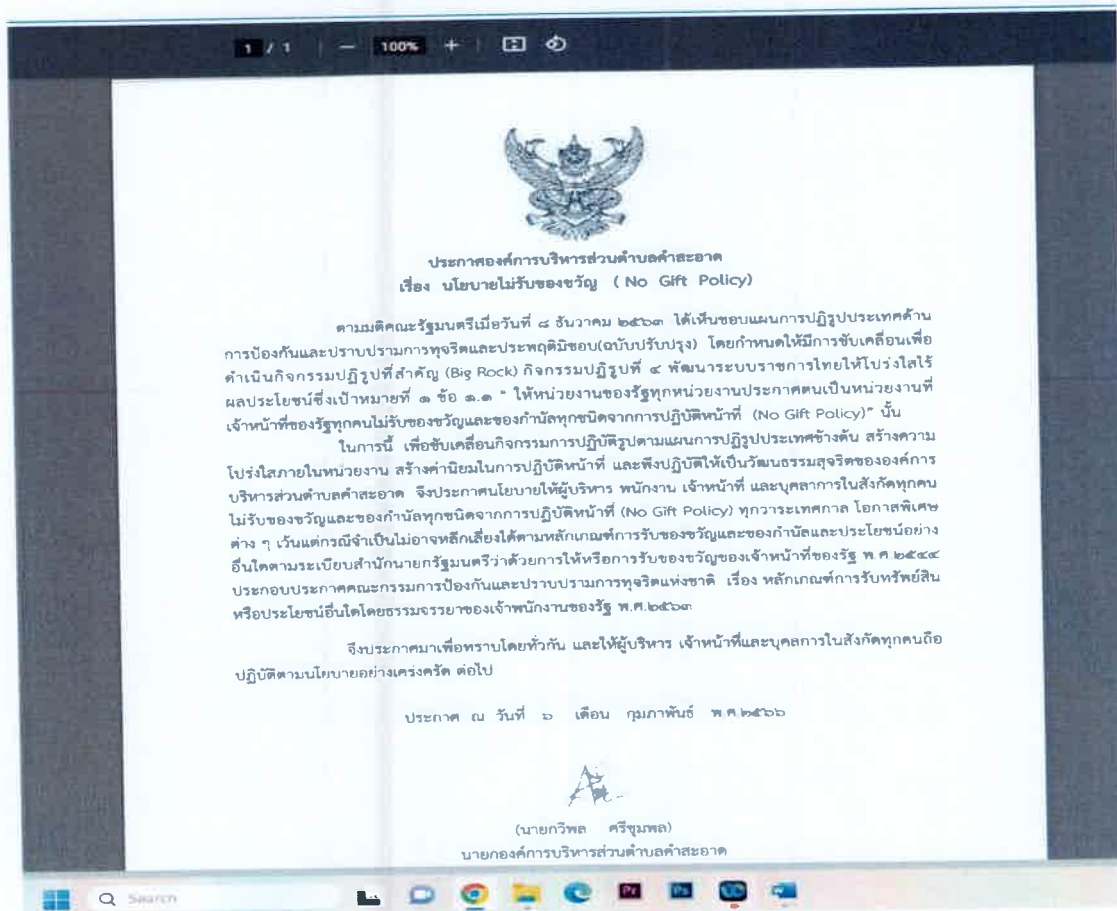 1 / 1 | − 100% +
ประกาศองค์การบริหารส่วนตำบลคำสะอาด
เรื่อง นโยบายไม่รับของขวัญ ( No Gift Policy)
ตามมติคณะรัฐมนตรีเมื่อวันที่ ๘ ธันวาคม ๒๕๖๓ ได้เห็นชอบแผนการปฏิรูปประเทศด้าน
การป้องกันและปราบปรามการทุจริตและประพฤติมิชอบ(ฉบับปรับปรุง) โดยกำหนดให้มีการขับเคลื่อนเพื่อ
ดำเนินกิจกรรมปฏิรูปที่สำคัญ (Big Rock) กิจกรรมปฏิรูปที่ ๔ พัฒนาระบบราชการไทยให้โปร่งใสไร้
ผลประโยชน์ซึ่งเป้าหมายที่ ๑ ข้อ ๑.๑ " ให้หน่วยงานของรัฐทุกหน่วยงานประกาศตนเป็นหน่วยงานที่
เจ้าหน้าที่ของรัฐทุกคนไม่รับของขวัญและของกำนัลทุกชนิดจากการปฏิบัติหน้าที่ (No Gift Policy)" นั้น
ในการนี้ เพื่อขับเคลื่อนกิจกรรมการปฏิบัติรูปตามแผนการปฏิรูปประเทศข้างต้น สร้างความ
โปร่งใสภายในหน่วยงาน สร้างค่านิยมในการปฏิบัติหน้าที่ และพึงปฏิบัติให้เป็นวัฒนธรรมสุจริตขององค์การ
บริหารส่วนตำบลคำสะอาด จึงประกาศนโยบายให้ผู้บริหาร พนักงาน เจ้าหน้าที่ และบุคลาการในสังกัดทุกคน
ไม่รับของขวัญและของกำนัลทุกชนิดจากการปฏิบัติหน้าที่ (No Gift Policy) ทุกวาระเทศกาล โอกาสพิเศษ
ต่าง ๆ เว้นแต่กรณีจำเป็นไม่อาจหลีกเลี่ยงได้ตามหลักเกณฑ์การรับของขวัญและของกำนัลและประโยชน์อย่าง
อื่นใดตามระเบียบสำนักนายกรัฐมนตรีว่าด้วยการให้หรือการรับของขวัญของเจ้าหน้าที่ของรัฐ พ.ศ.๒๕๔๔
ประกอบประกาศคณะกรรมการป้องกันและปราบปรามการทุจริตแห่งชาติ เรื่อง หลักเกณฑ์การรับทรัพย์สิน
หรือประโยชน์อื่นใดโดยธรรมจรรยาของเจ้าพนักงานของรัฐ พ.ศ.๒๕๖๓
จึงประกาศมาเพื่อทราบโดยทั่วกัน และให้ผู้บริหาร เจ้าหน้าที่และบุคลการในสังกัดทุกคนถือ
ปฏิบัติตามนโยบายอย่างเคร่งครัด ต่อไป
ประกาศ ณ วันที่ ๖ เดือน กุมภาพันธ์ พ.ศ.๒๕๖๖
(นายกวีพล ศรีชุมพล)
นายกองค์การบริหารส่วนตำบลคำสะอาด
Search Pr Ps